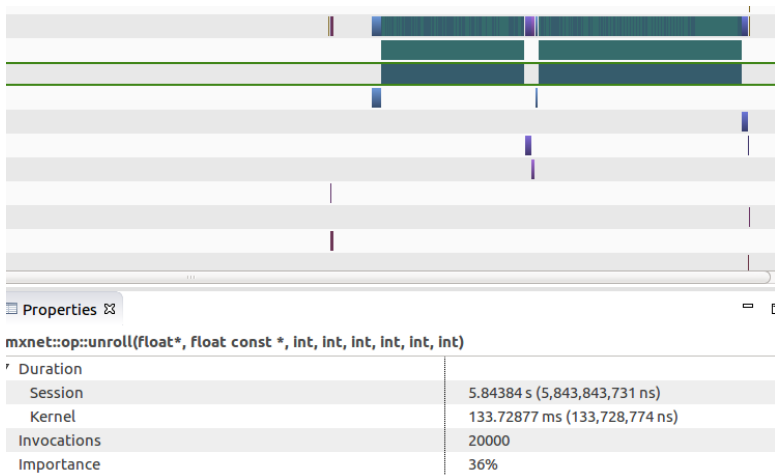 Properties
mxnet::op::unroll(float*, float const *, int, int, int, int, int, int)
Duration
Session 5.84384 s (5,843,843,731 ns)
Kernel 133.72877 ms (133,728,774 ns)
Invocations 20000
Importance 36%